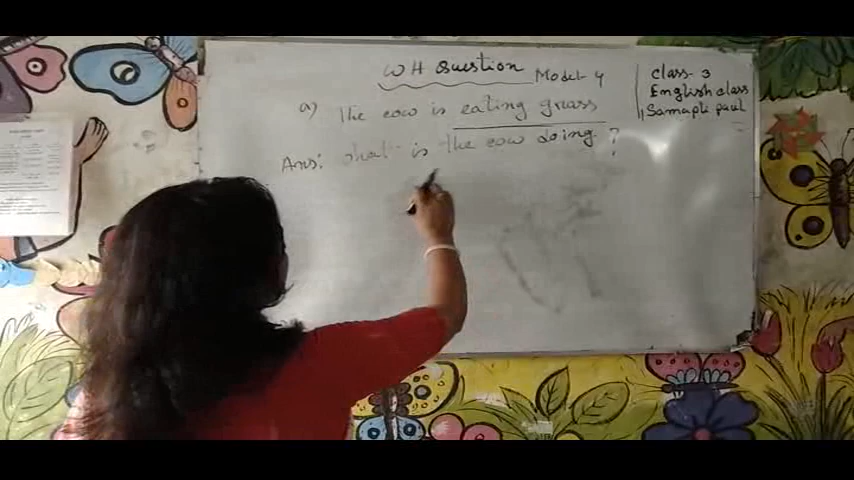 WH Question Model-4
Class-3
English class
Samapti paul
a) The cow is eating grass
Ans: what is the cow doing ?